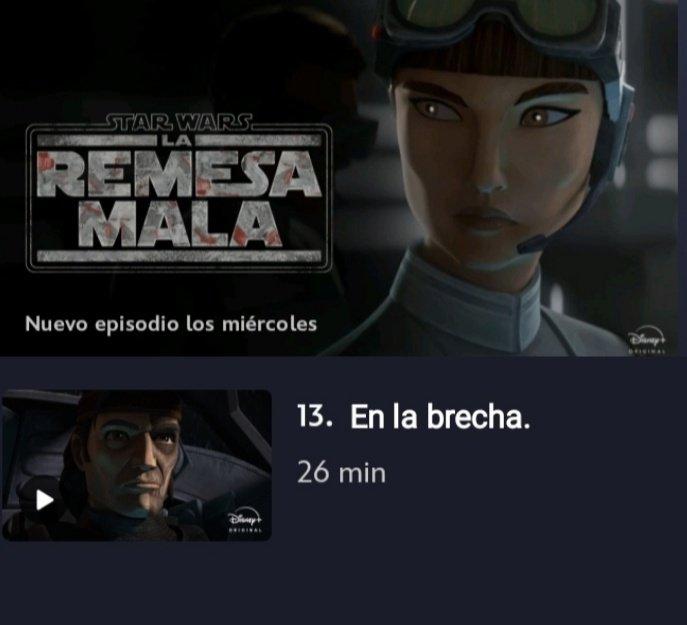 STAR WARS
LA
REMESA
MALA
Nuevo episodio los miércoles
Disney+
ORIGINAL
13. En la brecha.
26 min
Disney+
ORIGINAL